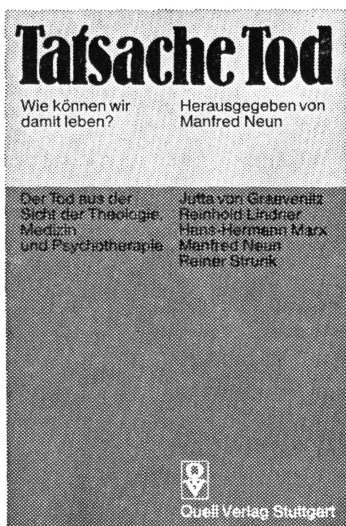 Tatsache Tod
Wie können wir
damit leben?
Herausgegeben von
Manfred Neun
Der Tod aus der
Sicht der Theologie,
Medizin
und Psychotherapie
Jutta von Graevenitz
Reinhold Lindner
Hans-Hermann Marx
Manfred Neun
Reiner Strunk
Quell Verlag Stuttgart